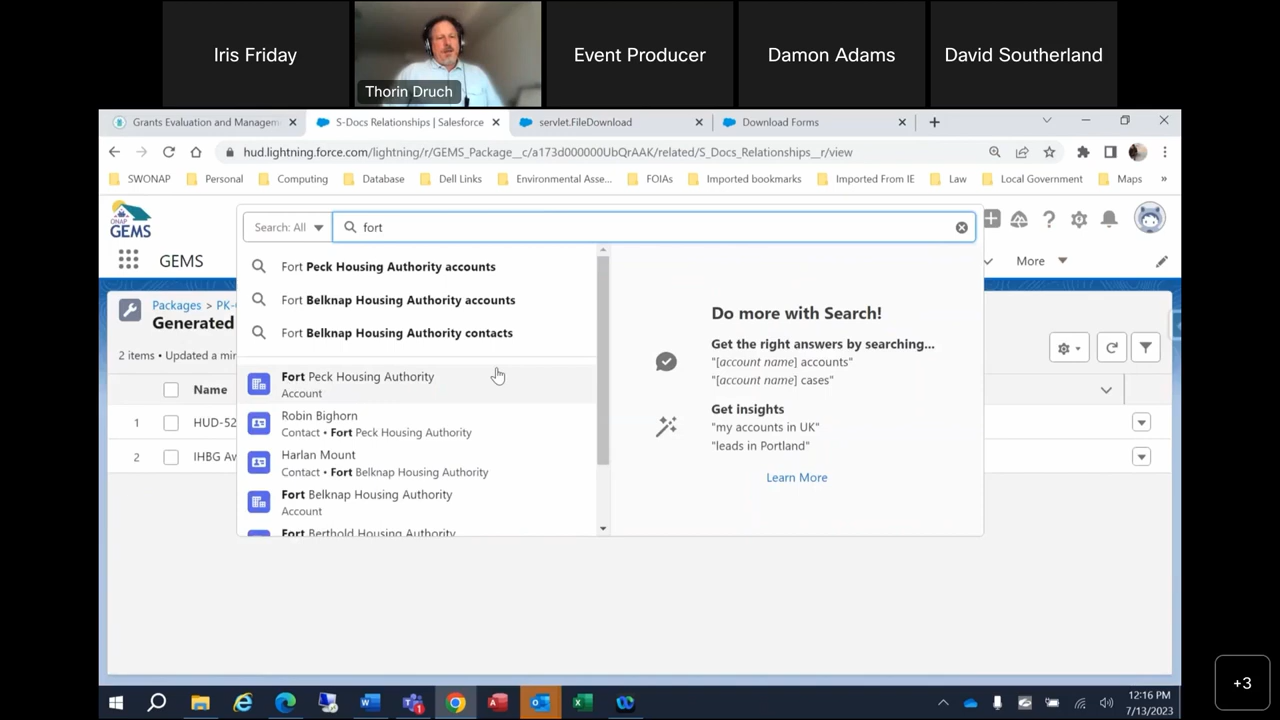 Iris Friday
Thorin Druch
Event Producer
Damon Adams
David Southerland
Grants Evaluation and Managem
S-Docs Relationships | Salesforce
servlet.FileDownload
Download Forms
hud.lightning.force.com/lightning/r/GEMS_Package__c/a173d000000UbQrAAK/related/S_Docs_Relationships__r/view
SWONAP
Personal
Computing
Database
Dell Links
Environmental Asse...
FOIAs
Imported bookmarks
Imported From IE
Law
Local Government
Maps
»
ONAP
GEMS
Search: All
fort
GEMS
More
Packages > PK-
Generated
2 items • Updated a mi
Name
1 HUD-52
2 IHBG Aw
Fort Peck Housing Authority accounts
Fort Belknap Housing Authority accounts
Fort Belknap Housing Authority contacts
Fort Peck Housing Authority
Account
Robin Bighorn
Contact • Fort Peck Housing Authority
Harlan Mount
Contact • Fort Belknap Housing Authority
Fort Belknap Housing Authority
Account
Fort Berthold Housing Authority
Do more with Search!
Get the right answers by searching...
"[account name] accounts"
"[account name] cases"
Get insights
"my accounts in UK"
"leads in Portland"
Learn More
+3
12:16 PM
7/13/2023